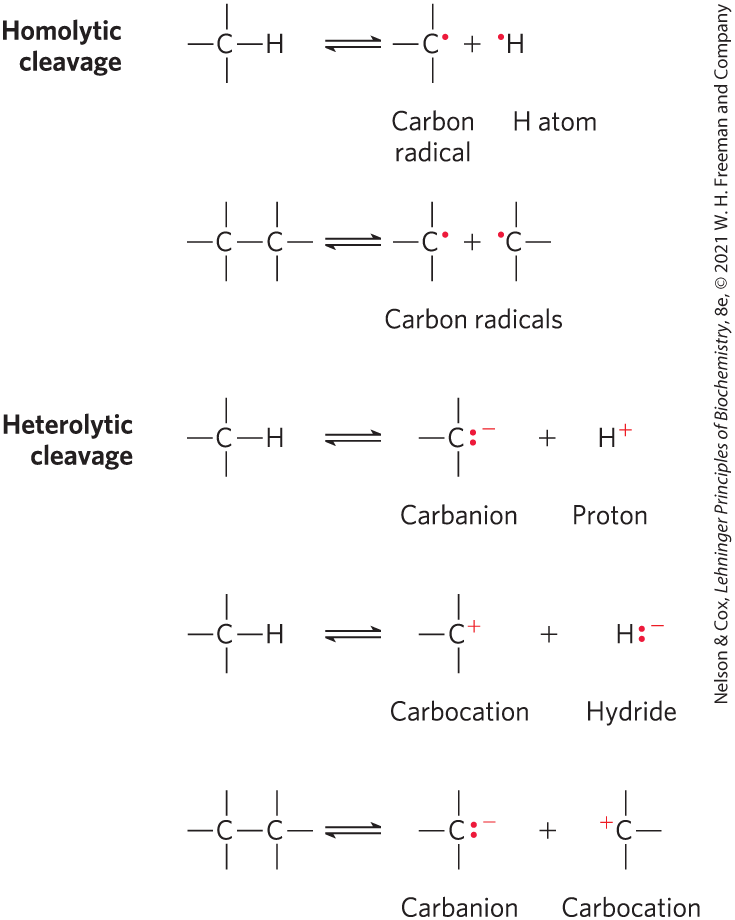 Homolytic
cleavage
C—H ⇌ C• + •H
Carbon
radical
H atom
C—C ⇌ C• + •C
Carbon radicals
Heterolytic
cleavage
C—H ⇌ C:− + H+
Carbanion Proton
C—H ⇌ C+ + H:−
Carbocation Hydride
C—C ⇌ C:− + +C
Carbanion Carbocation
Nelson & Cox, Lehninger Principles of Biochemistry, 8e, © 2021 W. H. Freeman and Company